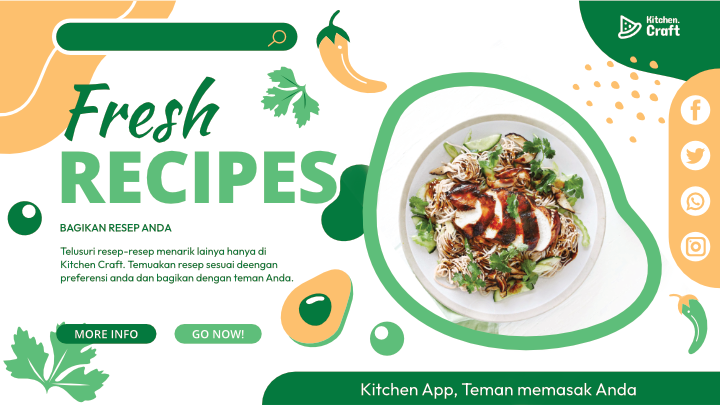 Kitchen.
Craft
Fresh
RECIPES
BAGIKAN RESEP ANDA
Telusuri resep-resep menarik lainya hanya di
Kitchen Craft. Temuakan resep sesuai deengan
preferensi anda dan bagikan dengan teman Anda.
MORE INFO
GO NOW!
Kitchen App, Teman memasak Anda